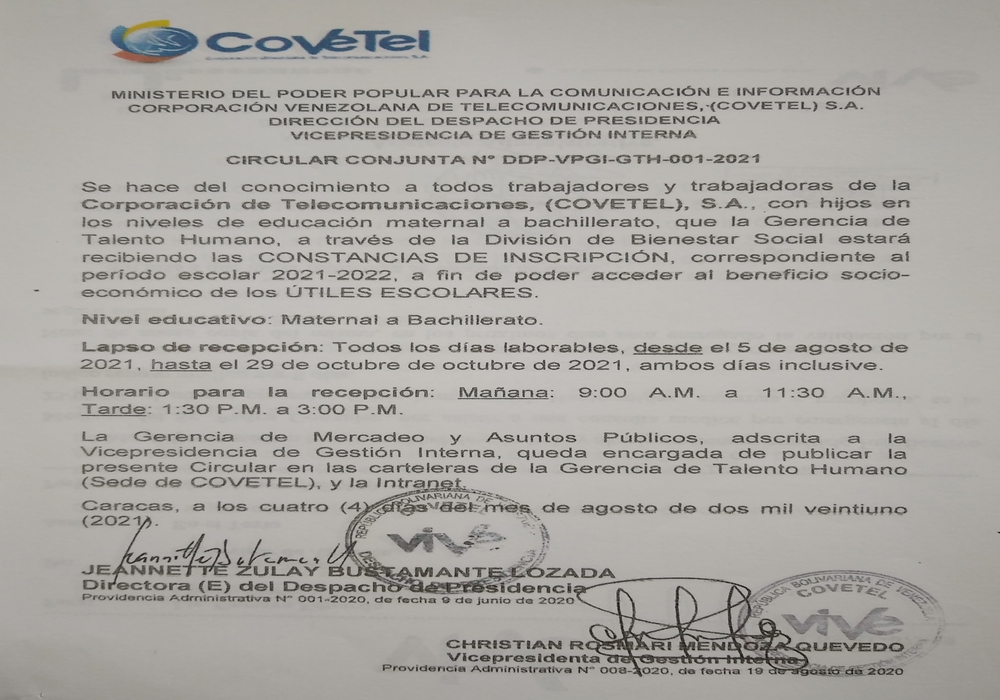 CoVeTel
MINISTERIO DEL PODER POPULAR PARA LA COMUNICACIÓN E INFORMACIÓN
CORPORACIÓN VENEZOLANA DE TELECOMUNICACIONES, (COVETEL) S.A.
DIRECCIÓN DEL DESPACHO DE PRESIDENCIA
VICEPRESIDENCIA DE GESTIÓN INTERNA
CIRCULAR CONJUNTA N° DDP-VPGI-GTH-001-2021
Se hace del conocimiento a todos trabajadores y trabajadoras de la
Corporación de Telecomunicaciones, (COVETEL), S.A., con hijos en
los niveles de educación maternal a bachillerato, que la Gerencia de
Talento Humano, a través de la División de Bienestar Social estará
recibiendo las CONSTANCIAS DE INSCRIPCIÓN, correspondiente al
período escolar 2021-2022, a fin de poder acceder al beneficio socio-
económico de los ÚTILES ESCOLARES.
Nivel educativo: Maternal a Bachillerato.
Lapso de recepción: Todos los días laborables, desde el 5 de agosto de
2021, hasta el 29 de octubre de octubre de 2021, ambos días inclusive.
Horario para la recepción: Mañana: 9:00 A.M. a 11:30 A.M.,
Tarde: 1:30 P.M. a 3:00 P.M.
La Gerencia de Mercadeo y Asuntos Públicos, adscrita a la
Vicepresidencia de Gestión Interna, queda encargada de publicar la
presente Circular en las carteleras de la Gerencia de Talento Humano
(Sede de COVETEL), y la Intranet.
Caracas, a los cuatro (4) días del mes de agosto de dos mil veintiuno
(2021).
COVETEL
vive
JEANNETTE ZULAY BUSTAMANTE LOZADA
Directora (E) del Despacho de Presidencia
Providencia Administrativa N° 001-2020, de fecha 9 de junio de 2020
REPÚBLICA BOLIVARIANA DE
COVETEL
vive
CHRISTIAN ROSMARI MENDOZA QUEVEDO
Vicepresidenta de Gestión Interna
Providencia Administrativa N° 008-2020, de fecha 19 de agosto de 2020